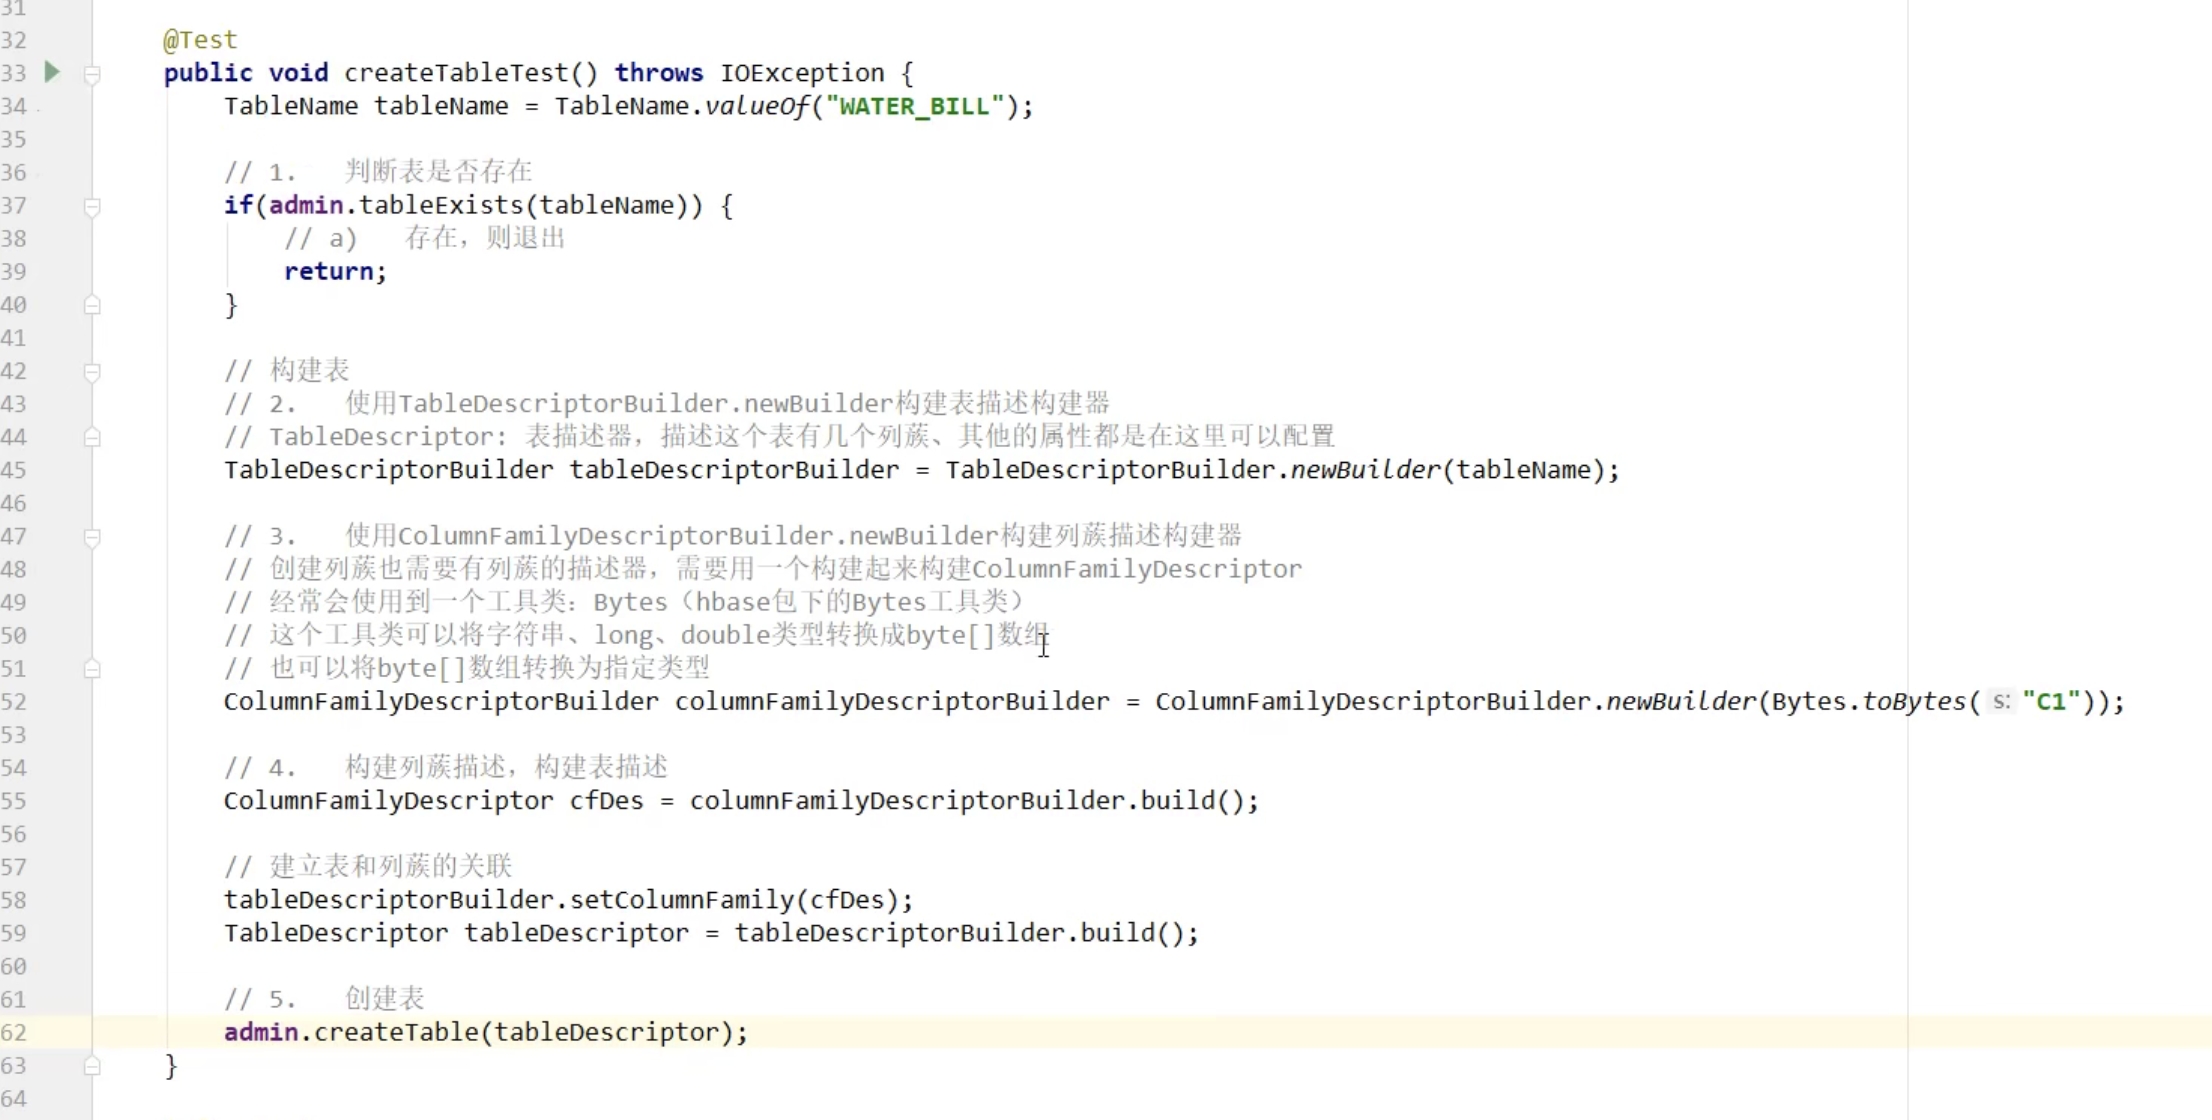 31
32 @Test
33 public void createTableTest() throws IOException {
34 TableName tableName = TableName.valueOf("WATER_BILL");
35
36 // 1. 判断表是否存在
37 if(admin.tableExists(tableName)) {
38 // a) 存在，则退出
39 return;
40 }
41
42 // 构建表
43 // 2. 使用TableDescriptorBuilder.newBuilder构建表描述构建器
44 // TableDescriptor: 表描述器，描述这个表有几个列蔟、其他的属性都是在这里可以配置
45 TableDescriptorBuilder tableDescriptorBuilder = TableDescriptorBuilder.newBuilder(tableName);
46
47 // 3. 使用ColumnFamilyDescriptorBuilder.newBuilder构建列蔟描述构建器
48 // 创建列蔟也需要有列蔟的描述器，需要用一个构建起来构建ColumnFamilyDescriptor
49 // 经常会使用到一个工具类：Bytes（hbase包下的Bytes工具类）
50 // 这个工具类可以将字符串、long、double类型转换成byte[]数组
51 // 也可以将byte[]数组转换为指定类型
52 ColumnFamilyDescriptorBuilder columnFamilyDescriptorBuilder = ColumnFamilyDescriptorBuilder.newBuilder(Bytes.toBytes( s: "C1"));
53
54 // 4. 构建列蔟描述，构建表描述
55 ColumnFamilyDescriptor cfDes = columnFamilyDescriptorBuilder.build();
56
57 // 建立表和列蔟的关联
58 tableDescriptorBuilder.setColumnFamily(cfDes);
59 TableDescriptor tableDescriptor = tableDescriptorBuilder.build();
60
61 // 5. 创建表
62 admin.createTable(tableDescriptor);
63 }
64